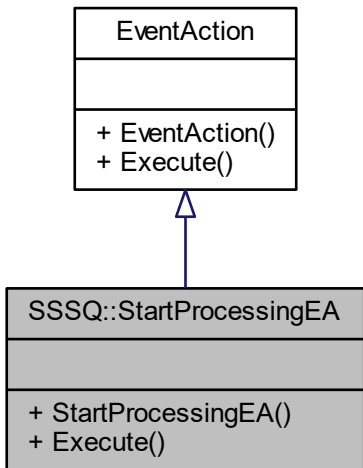 EventAction
+ EventAction()
+ Execute()
SSSQ::StartProcessingEA
+ StartProcessingEA()
+ Execute()